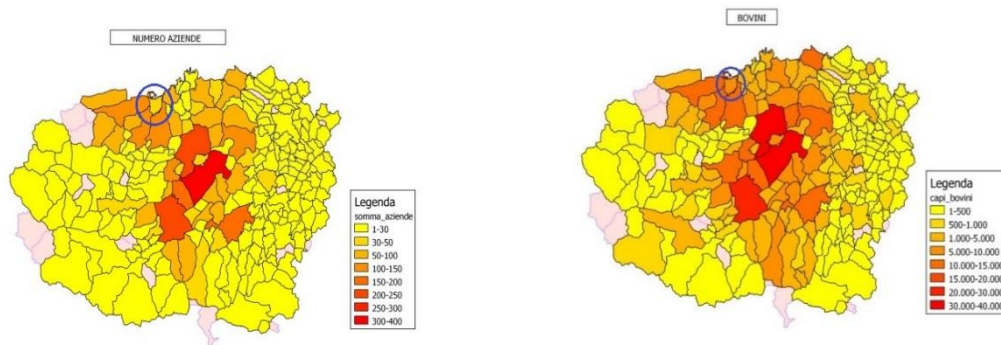 NUMERO AZIENDE
Legenda
somma_aziende
1-30
30-50
50-100
100-150
150-200
200-250
250-300
300-400
BOVINI
Legenda
capi_bovini
1-500
500-1.000
1.000-5.000
5.000-10.000
10.000-15.000
15.000-20.000
20.000-30.000
30.000-40.000